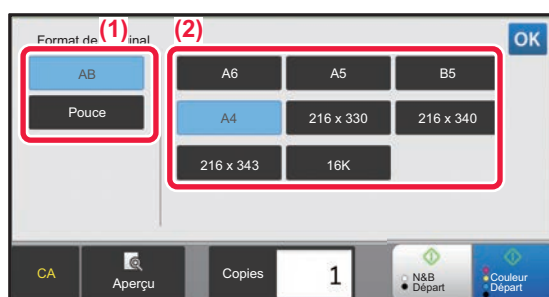 Format de
inal
(1)
(2)
OK
AB
Pouce
A6
A5
B5
A4
216 x 330
216 x 340
216 x 343
16K
CA
Aperçu
Copies
1
N&B
Départ
Couleur
Départ